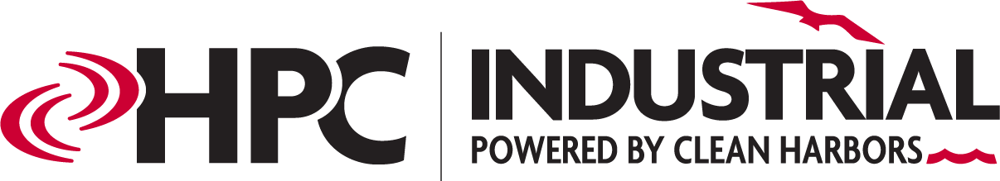 HPC
INDUSTRIAL
POWERED BY CLEAN HARBORS